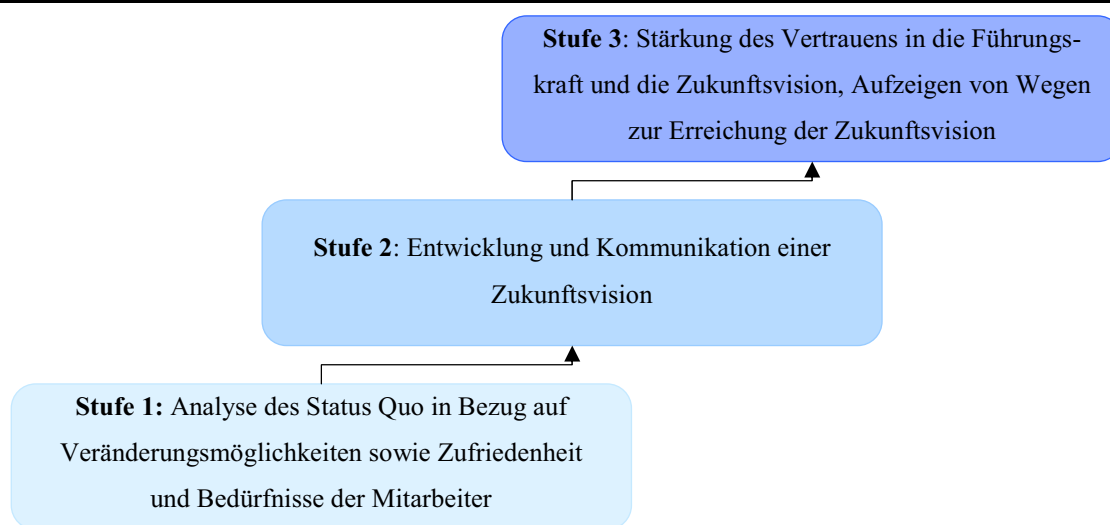 Stufe 3: Stärkung des Vertrauens in die Führungs-
kraft und die Zukunftsvision, Aufzeigen von Wegen
zur Erreichung der Zukunftsvision
Stufe 2: Entwicklung und Kommunikation einer
Zukunftsvision
Stufe 1: Analyse des Status Quo in Bezug auf
Veränderungsmöglichkeiten sowie Zufriedenheit
und Bedürfnisse der Mitarbeiter